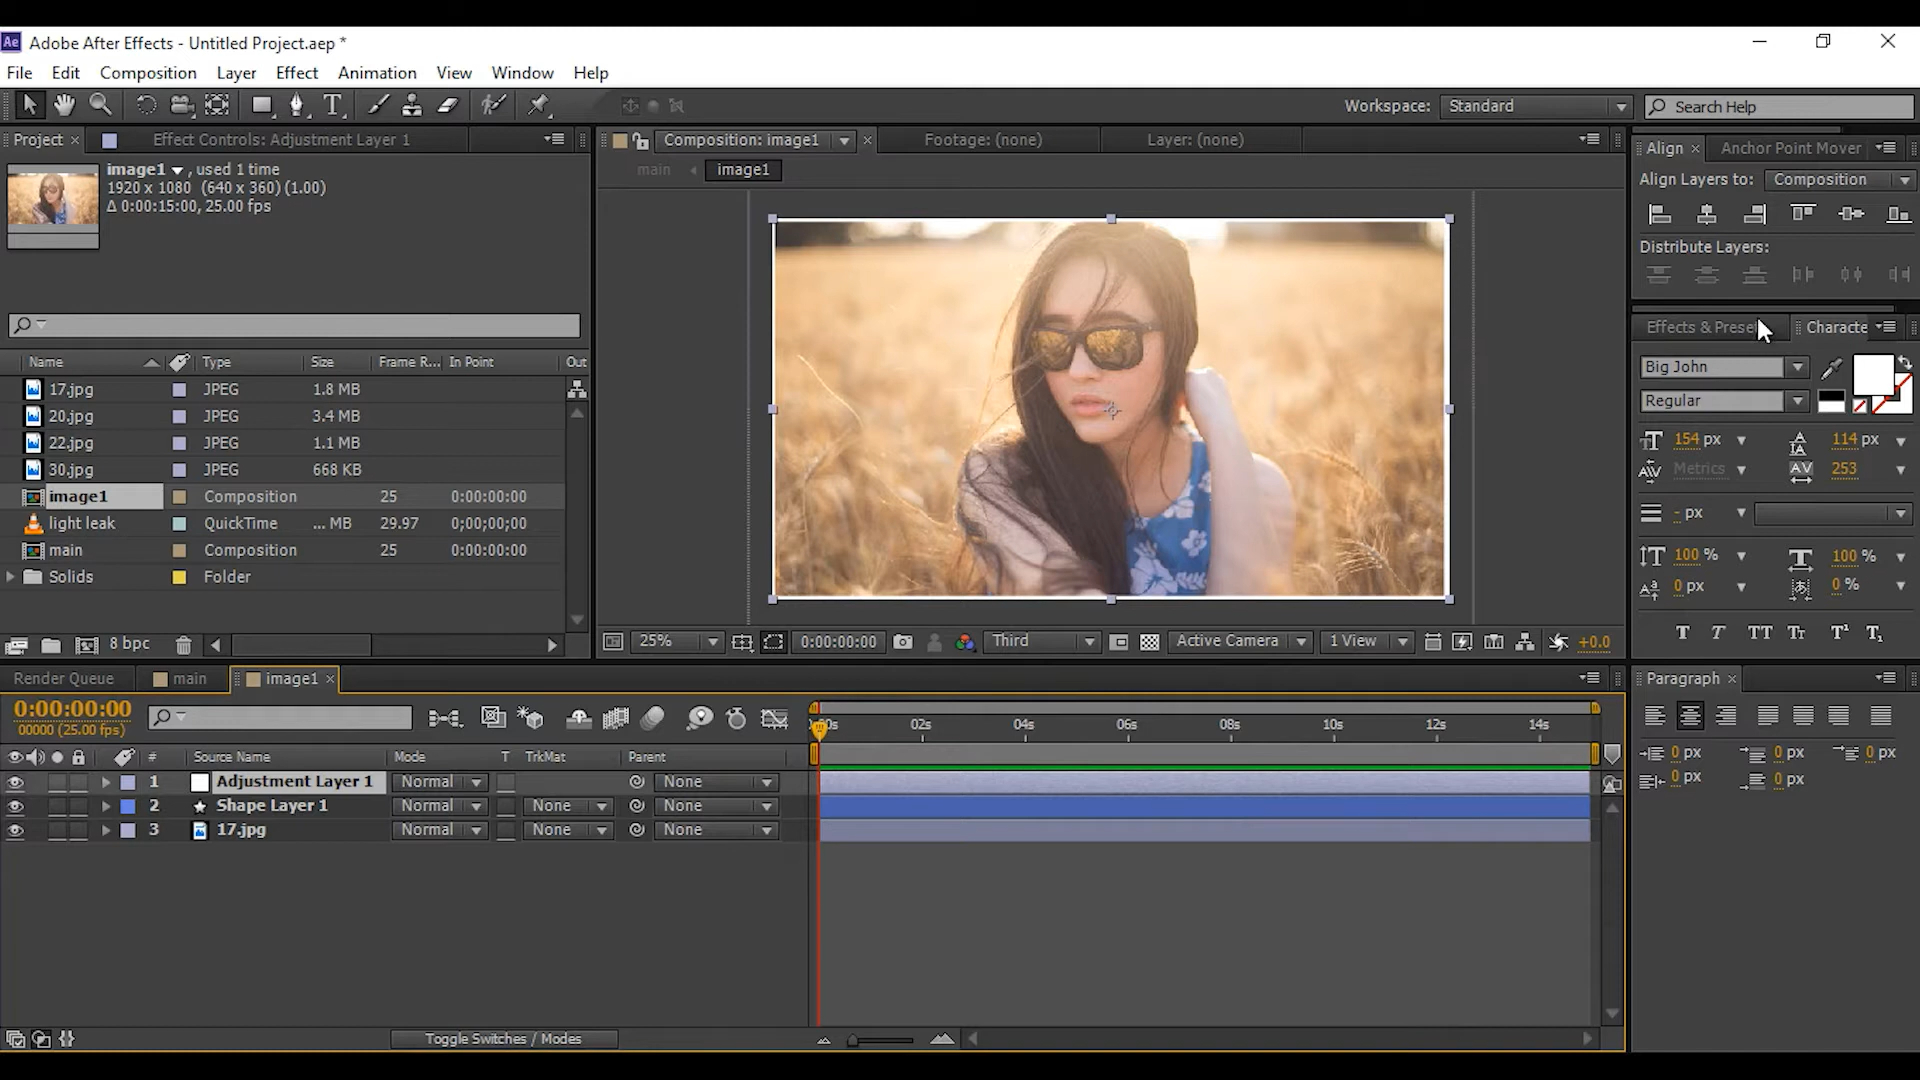 Ae Adobe After Effects - Untitled Project.aep *
File Edit Composition Layer Effect Animation View Window Help
Workspace: Standard Search Help
Project Effect Controls: Adjustment Layer 1
image1 , used 1 time
1920 x 1080 (640 x 360) (1.00)
Δ 0:00:15:00, 25.00 fps
Name Type Size Frame R... In Point Out
17.jpg JPEG 1.8 MB
20.jpg JPEG 3.4 MB
22.jpg JPEG 1.1 MB
30.jpg JPEG 668 KB
image1 Composition 25 0:00:00:00
light leak QuickTime ... MB 29.97 0;00;00;00
main Composition 25 0:00:00:00
Solids Folder
8 bpc
Composition: image1 Footage: (none) Layer: (none)
main image1
25% 0:00:00:00 Third Active Camera 1 View +0.0
Align Anchor Point Mover
Align Layers to: Composition
Distribute Layers:
Effects & Preset Characte
Big John
Regular
154 px 114 px
Metrics 253
- px
100 % 100 %
0 px 0 %
T T TT Tt T¹ T₁
Render Queue main image1
0:00:00:00
00000 (25.00 fps)
:00s 02s 04s 06s 08s 10s 12s 14s
# Source Name Mode T TrkMat Parent
1 Adjustment Layer 1 Normal None
2 Shape Layer 1 Normal None None
3 17.jpg Normal None None
Toggle Switches / Modes
Paragraph
0 px 0 px 0 px
0 px 0 px